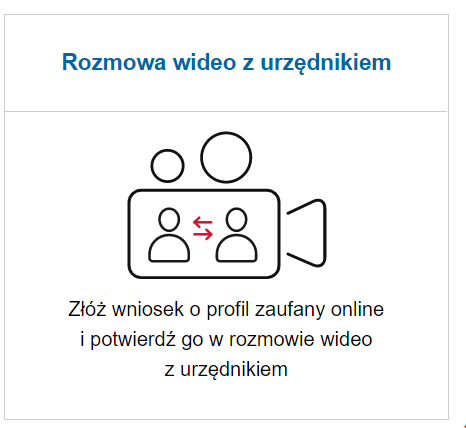 Rozmowa wideo z urzędnikiem
Złóż wniosek o profil zaufany online
i potwierdź go w rozmowie wideo
z urzędnikiem